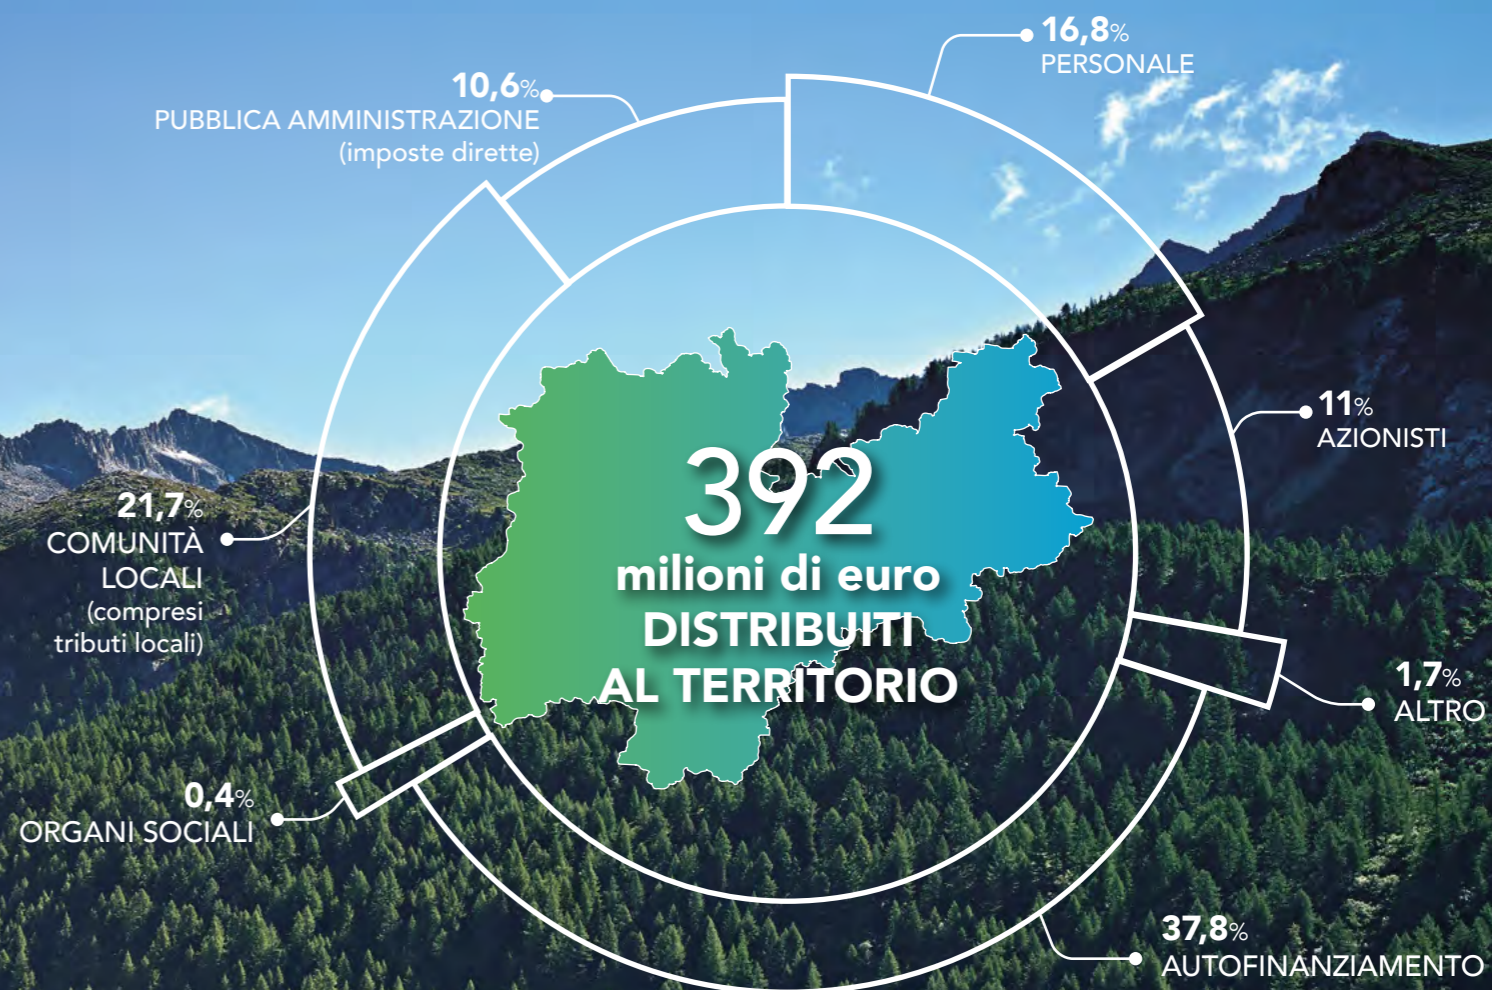 16,8%
PERSONALE
10,6%
PUBBLICA AMMINISTRAZIONE
(imposte dirette)
11%
AZIONISTI
392
milioni di euro
DISTRIBUITI
AL TERRITORIO
21,7%
COMUNITÀ
LOCALI
(compresi
tributi locali)
1,7%
ALTRO
0,4%
ORGANI SOCIALI
37,8%
AUTOFINANZIAMENTO